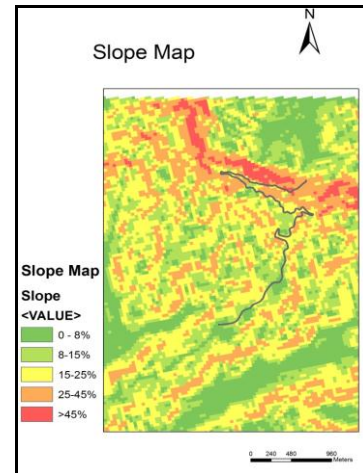 N
Slope Map
Slope Map
Slope
<VALUE>
0 - 8%
8-15%
15-25%
25-45%
>45%
0 240 480 960
Meters